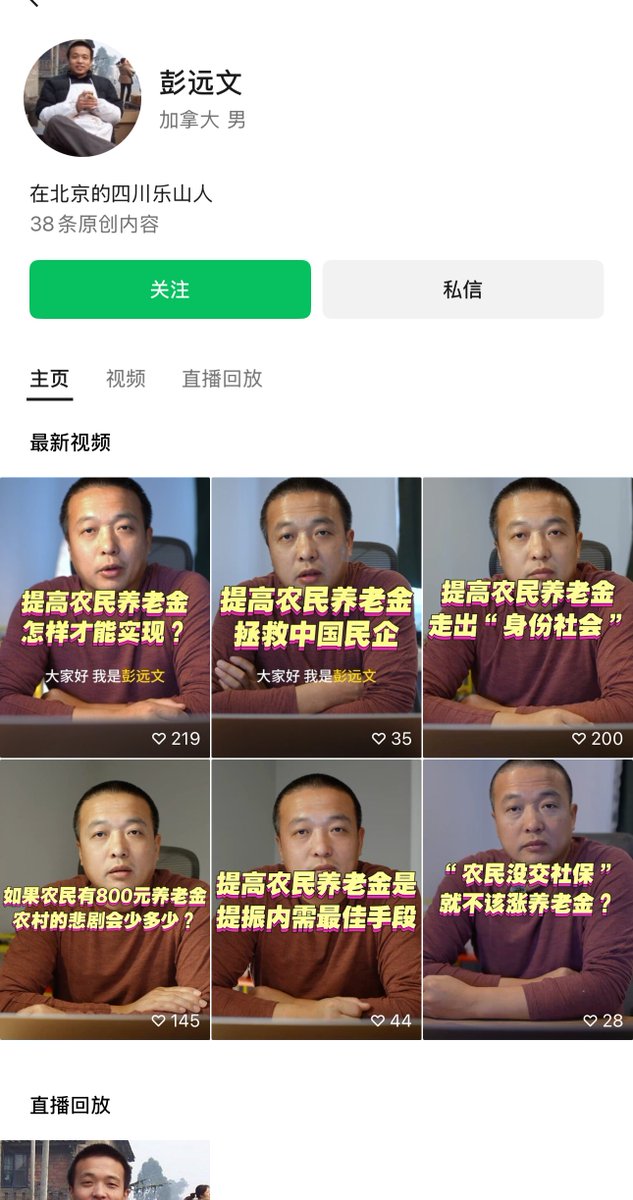 彭远文
加拿大 男
在北京的四川乐山人
38条原创内容
关注
私信
主页
视频
直播回放
最新视频
提高农民养老金
怎样才能实现？
大家好 我是彭远文
219
提高农民养老金
拯救中国民企
大家好 我是彭远文
35
提高农民养老金
走出“身份社会”
200
如果农民有800元养老金
农村的悲剧会少多少？
145
提高农民养老金是
提振内需最佳手段
44
“农民没交社保”
就不该涨养老金？
28
直播回放